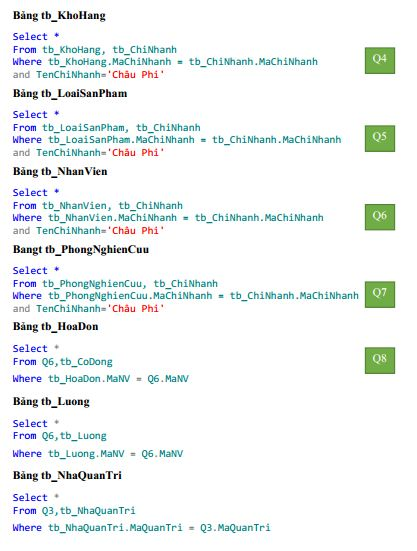 Bảng tb_KhoHang
Select *
From tb_KhoHang, tb_ChiNhanh
Where tb_KhoHang.MaChiNhanh = tb_ChiNhanh.MaChiNhanh
and TenChiNhanh='Châu Phi'
Q4
Bảng tb_LoaiSanPham
Select *
From tb_LoaiSanPham, tb_ChiNhanh
Where tb_LoaiSanPham.MaChiNhanh = tb_ChiNhanh.MaChiNhanh
and TenChiNhanh='Châu Phi'
Q5
Bảng tb_NhanVien
Select *
From tb_NhanVien, tb_ChiNhanh
Where tb_NhanVien.MaChiNhanh = tb_ChiNhanh.MaChiNhanh
and TenChiNhanh='Châu Phi'
Q6
Bangt tb_PhongNghienCuu
Select *
From tb_PhongNghienCuu, tb_ChiNhanh
Where tb_PhongNghienCuu.MaChiNhanh = tb_ChiNhanh.MaChiNhanh
and TenChiNhanh='Châu Phi'
Q7
Bảng tb_HoaDon
Select *
From Q6,tb_CoDong
Where tb_HoaDon.MaNV = Q6.MaNV
Q8
Bảng tb_Luong
Select *
From Q6,tb_Luong
Where tb_Luong.MaNV = Q6.MaNV
Bảng tb_NhaQuanTri
Select *
From Q3,tb_NhaQuanTri
Where tb_NhaQuanTri.MaQuanTri = Q3.MaQuanTri